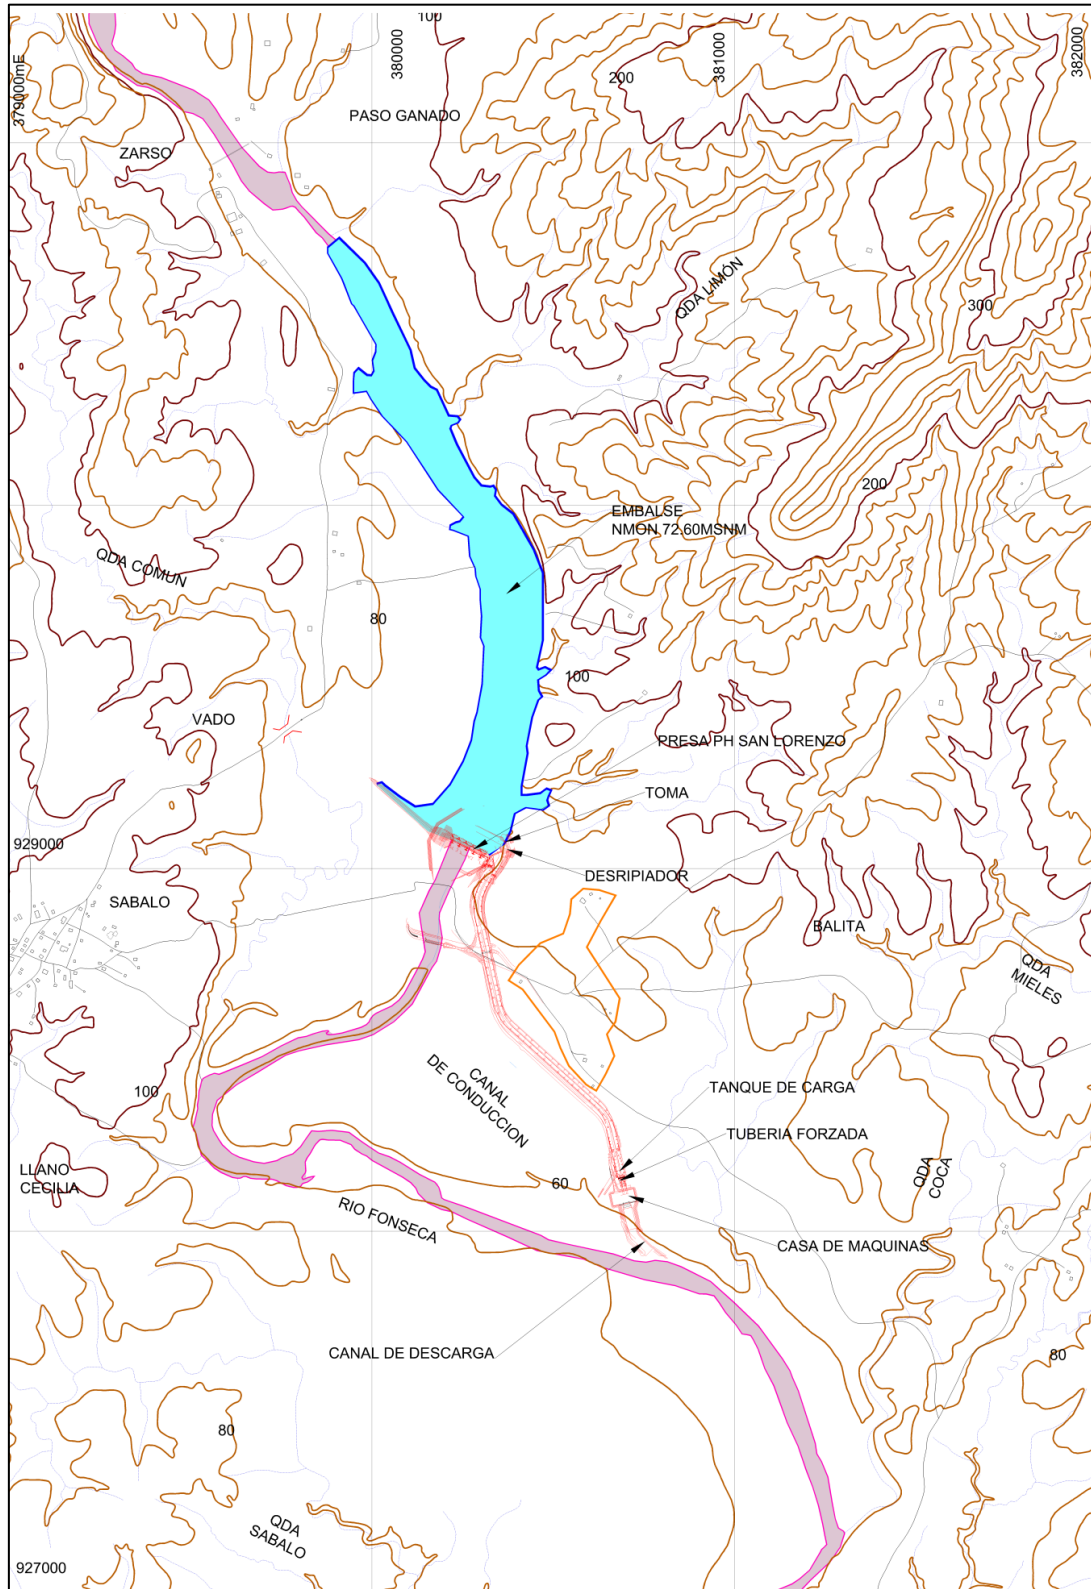 100
379000mE
380000
200
381000
382000
PASO GANADO
ZARSO
QDA LIMÓN
300
200
EMBALSE
NMON 72.60MSNM
QDA COMUN
80
100
VADO
PRESA PH SAN LORENZO
TOMA
929000
DESRIPIADOR
SABALO
BALITA
QDA
MIELES
CANAL
DE CONDUCCION
TANQUE DE CARGA
100
TUBERIA FORZADA
LLANO
CECILIA
QDA
COCA
60
RIO FONSECA
CASA DE MAQUINAS
CANAL DE DESCARGA
80
80
QDA
SABALO
927000